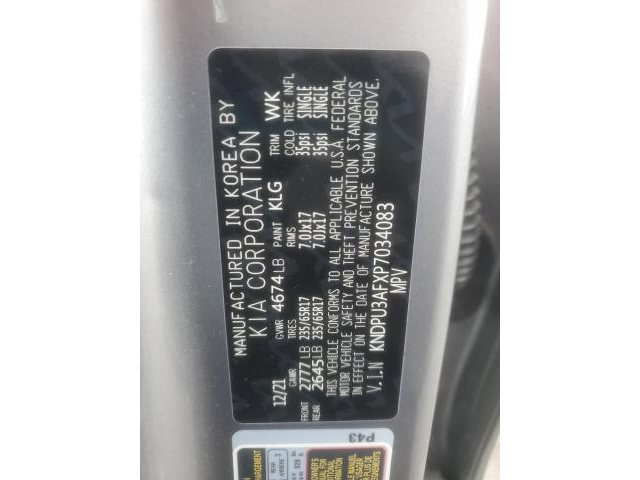 MANUFACTURED IN KOREA BY
KIA CORPORATION
12/21 GVWR 4674LB PAINT KLG TRIM WK
GAWR TIRES RIMS COLD TIRE INFL
FRONT 2777LB 235/65R17 7.0Jx17 35psi SINGLE
REAR 2645LB 235/65R17 7.0Jx17 35psi SINGLE
THIS VEHICLE CONFORMS TO ALL APPLICABLE U.S.A. FEDERAL
MOTOR VEHICLE SAFETY AND THEFT PREVENTION STANDARDS
IN EFFECT ON THE DATE OF MANUFACTURE SHOWN ABOVE.
V.I.N KNDPU3AFXP7034083
MPV
P43